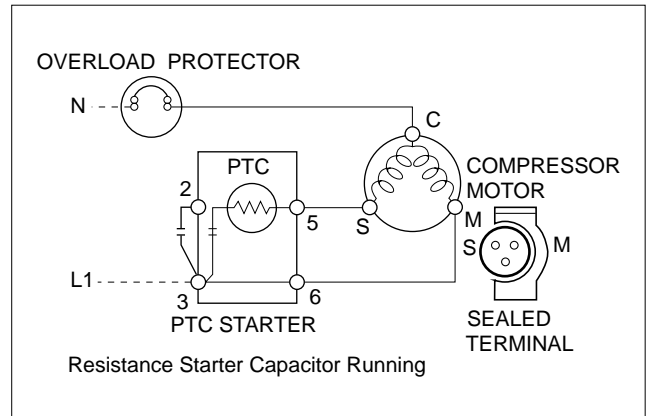 OVERLOAD PROTECTOR
N
C
PTC
COMPRESSOR
MOTOR
2
5
S
M
S
M
L1
3
6
PTC STARTER
SEALED
TERMINAL
Resistance Starter Capacitor Running